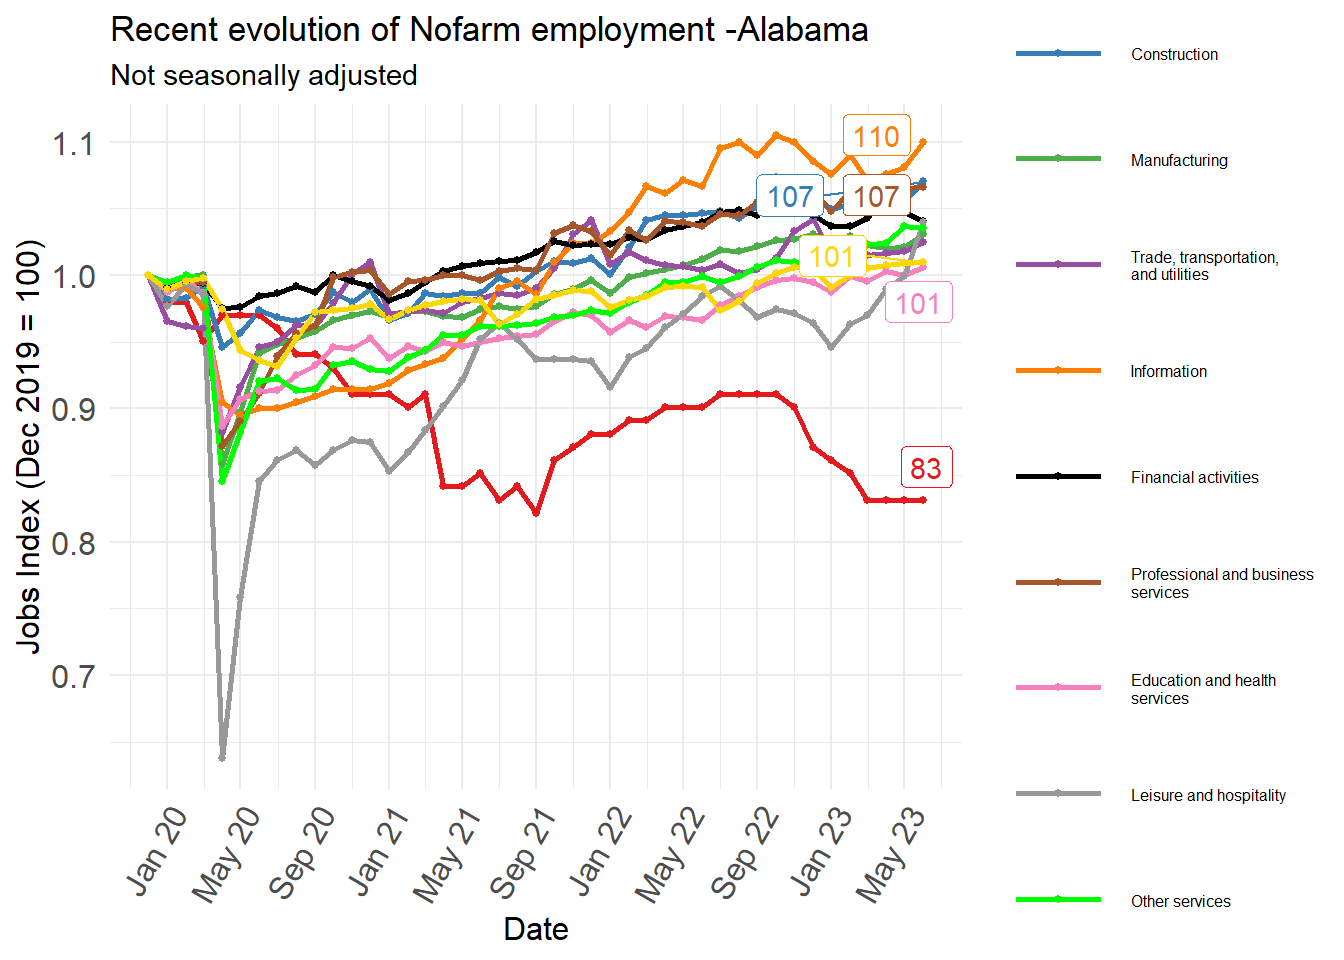 Recent evolution of Nofarm employment -Alabama
Not seasonally adjusted
Jobs Index (Dec 2019 = 100)
1.1
1.0
0.9
0.8
0.7
110
107
107
101
101
83
Jan 20
May 20
Sep 20
Jan 21
May 21
Sep 21
Jan 22
May 22
Sep 22
Jan 23
May 23
Date
Construction
Manufacturing
Trade, transportation,
and utilities
Information
Financial activities
Professional and business
services
Education and health
services
Leisure and hospitality
Other services